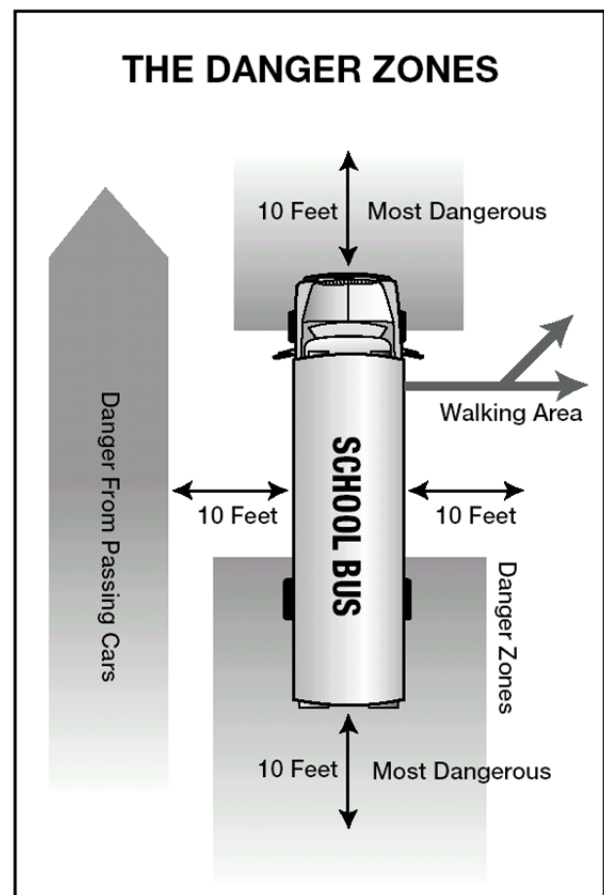 THE DANGER ZONES
10 Feet
Most Dangerous
Walking Area
Danger From Passing Cars
SCHOOL BUS
10 Feet
10 Feet
Danger Zones
10 Feet
Most Dangerous